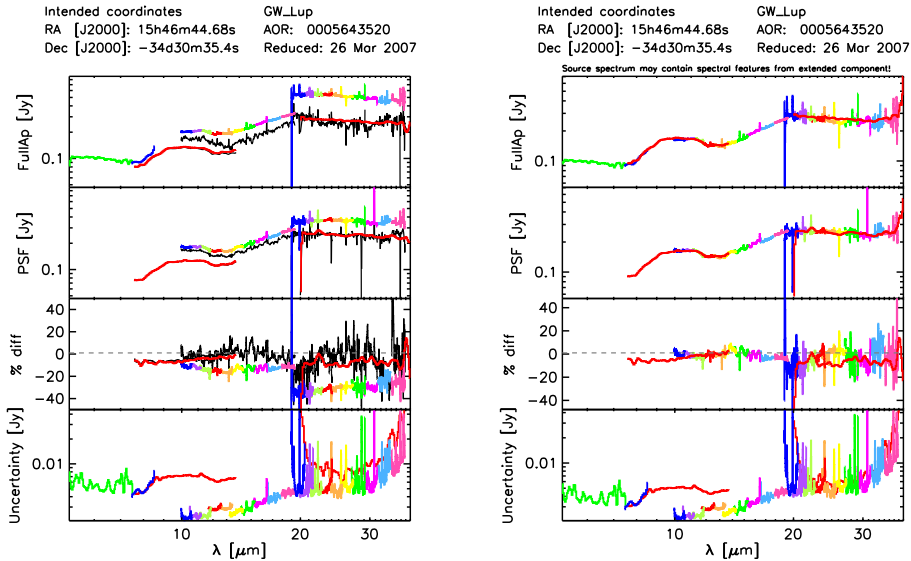 Intended coordinates GW_Lup
RA [J2000]: 15h46m44.68s AOR: 0005643520
Dec [J2000]: −34d30m35.4s Reduced: 26 Mar 2007
FullAp [Jy]
0.1
PSF [Jy]
0.1
% diff
40
20
0
−20
−40
Uncertainty [Jy]
0.01
10 20 30
λ [μm]
Intended coordinates GW_Lup
RA [J2000]: 15h46m44.68s AOR: 0005643520
Dec [J2000]: −34d30m35.4s Reduced: 26 Mar 2007
Source spectrum may contain spectral features from extended component!
FullAp [Jy]
0.1
PSF [Jy]
0.1
% diff
40
20
0
−20
−40
Uncertainty [Jy]
0.01
10 20 30
λ [μm]